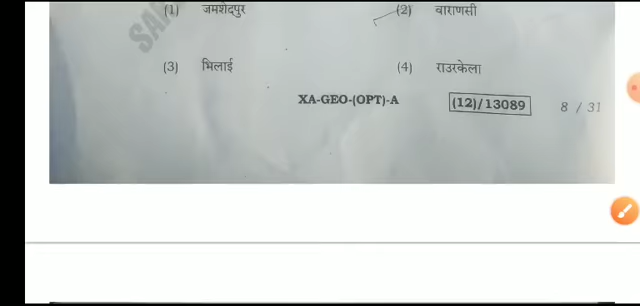 (1) जमशेदपुर (2) वाराणसी
(3) भिलाई (4) राउरकेला
XA-GEO-(OPT)-A (12)/13089 8 / 31